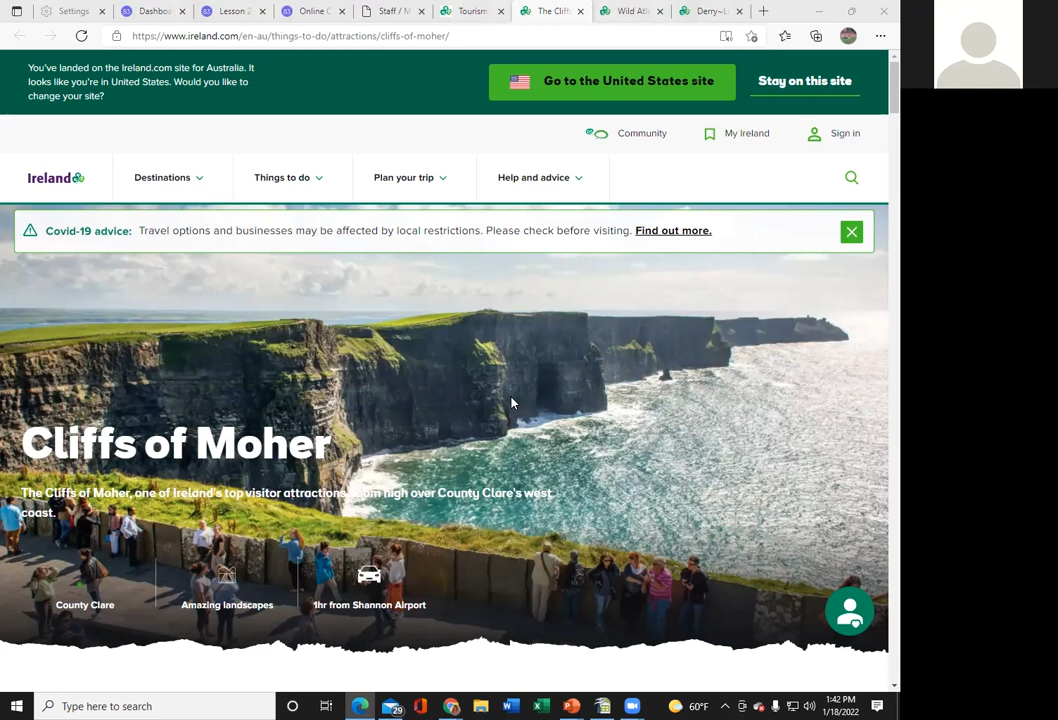 Settings
Dashbo
Lesson 2
Online C
Staff / M
Tourism
The Cliffs
Wild Atl
Derry~L
https://www.ireland.com/en-au/things-to-do/attractions/cliffs-of-moher/
You've landed on the Ireland.com site for Australia. It
looks like you're in United States. Would you like to
change your site?
Go to the United States site
Stay on this site
Community
My Ireland
Sign in
Ireland
Destinations
Things to do
Plan your trip
Help and advice
Covid-19 advice: Travel options and businesses may be affected by local restrictions. Please check before visiting. Find out more.
Cliffs of Moher
The Cliffs of Moher, one of Ireland's top visitor attractions, loom high over County Clare's west
coast.
County Clare
Amazing landscapes
1hr from Shannon Airport
Type here to search
29
60°F
1:42 PM
1/18/2022